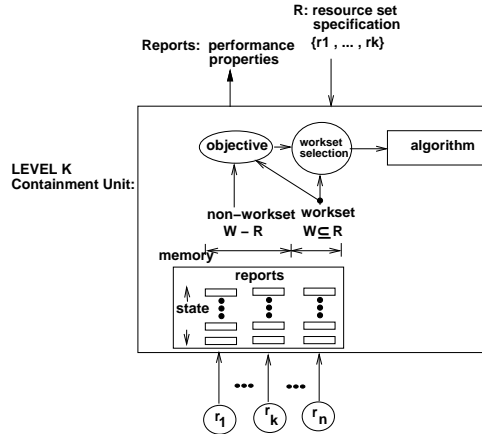 R: resource set
specification
{r1 , ... , rk}
Reports: performance
properties
LEVEL K
Containment Unit:
objective
workset
selection
algorithm
non−workset
W − R
workset
W ⊆ R
memory
reports
state
... ...
r1
rk
rn